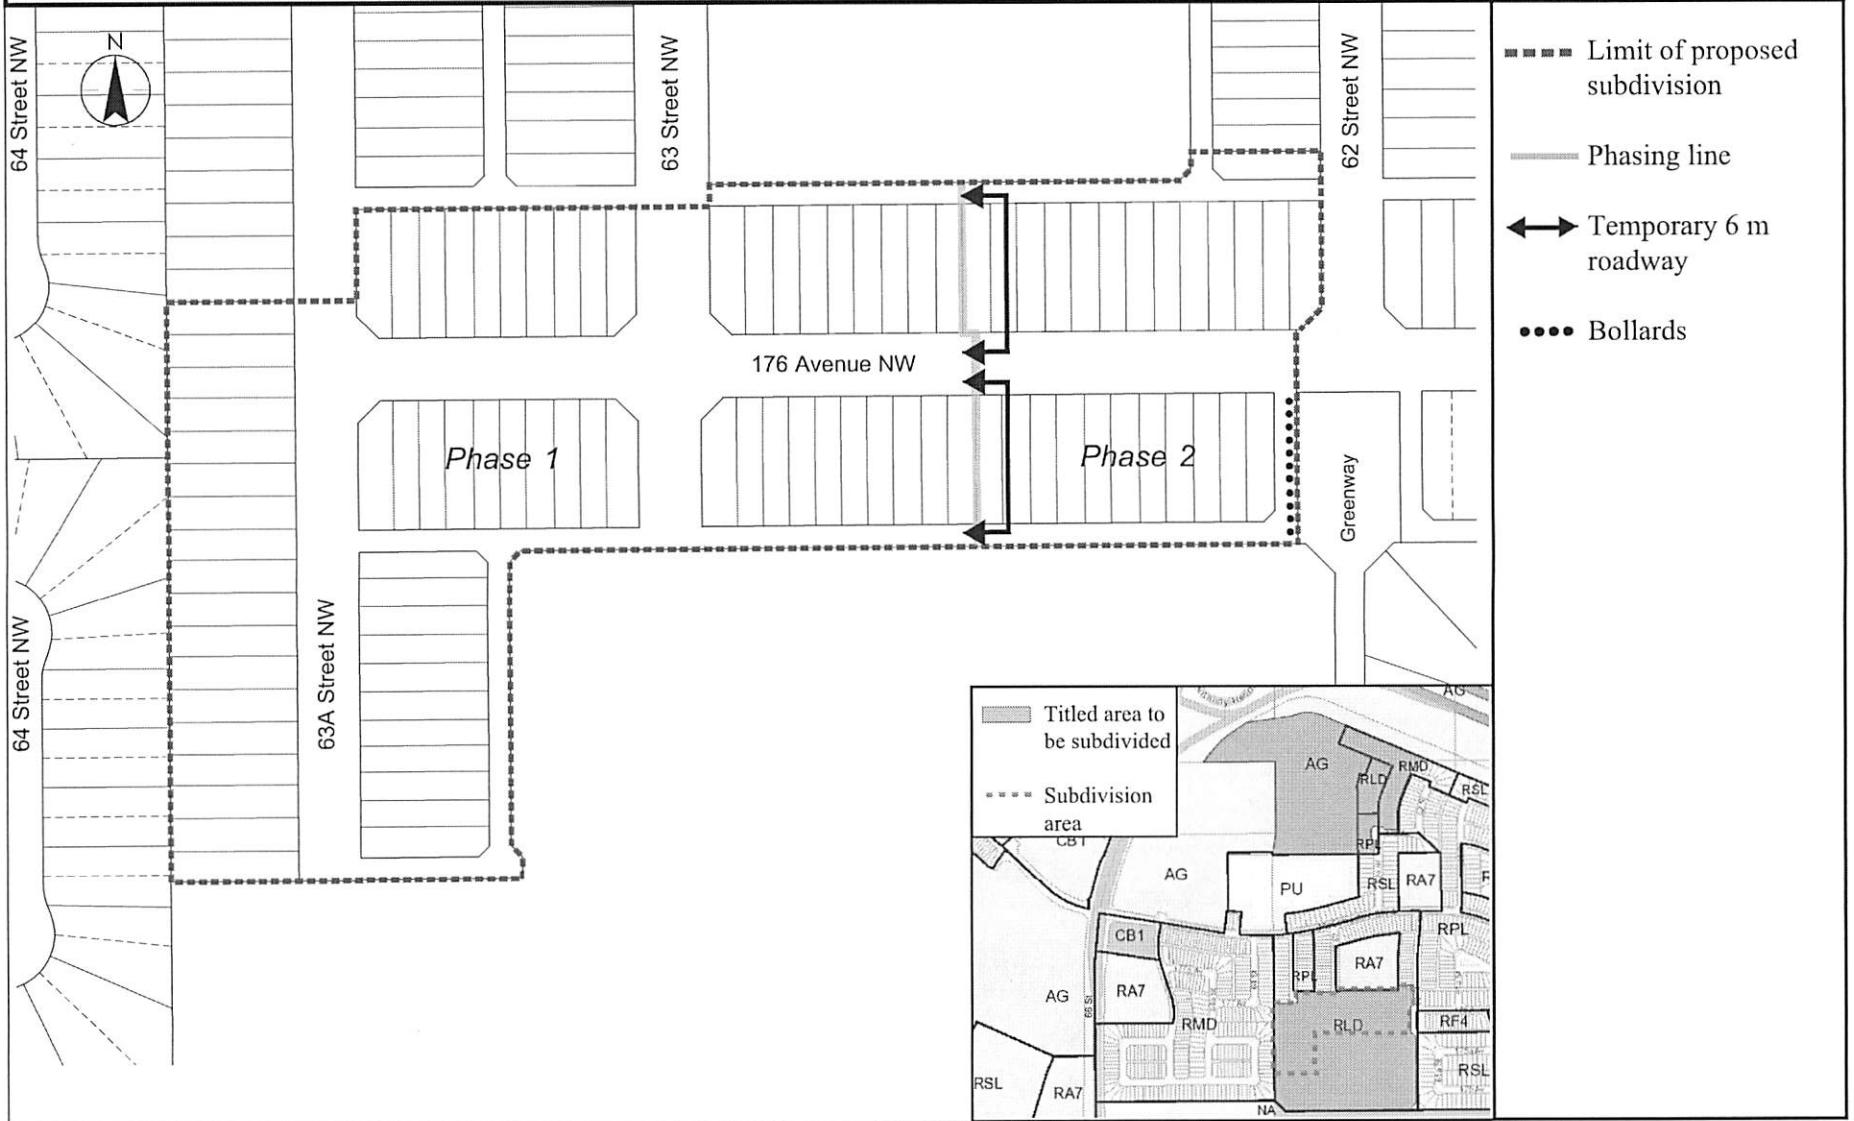 64 Street NW
N
63 Street NW
62 Street NW
176 Avenue NW
Phase 1
Phase 2
Greenway
64 Street NW
63A Street NW
Limit of proposed
subdivision
Phasing line
Temporary 6 m
roadway
Bollards
Titled area to
be subdivided
Subdivision
area
AG
AG
RMD
RLD
RSL
RPL
CB1
AG
PU
RSL
RA7
CB1
RPL
RA7
RPL
RA7
AG
66 St
RMD
RLD
RF4
RSL
RSL
RA7
NA